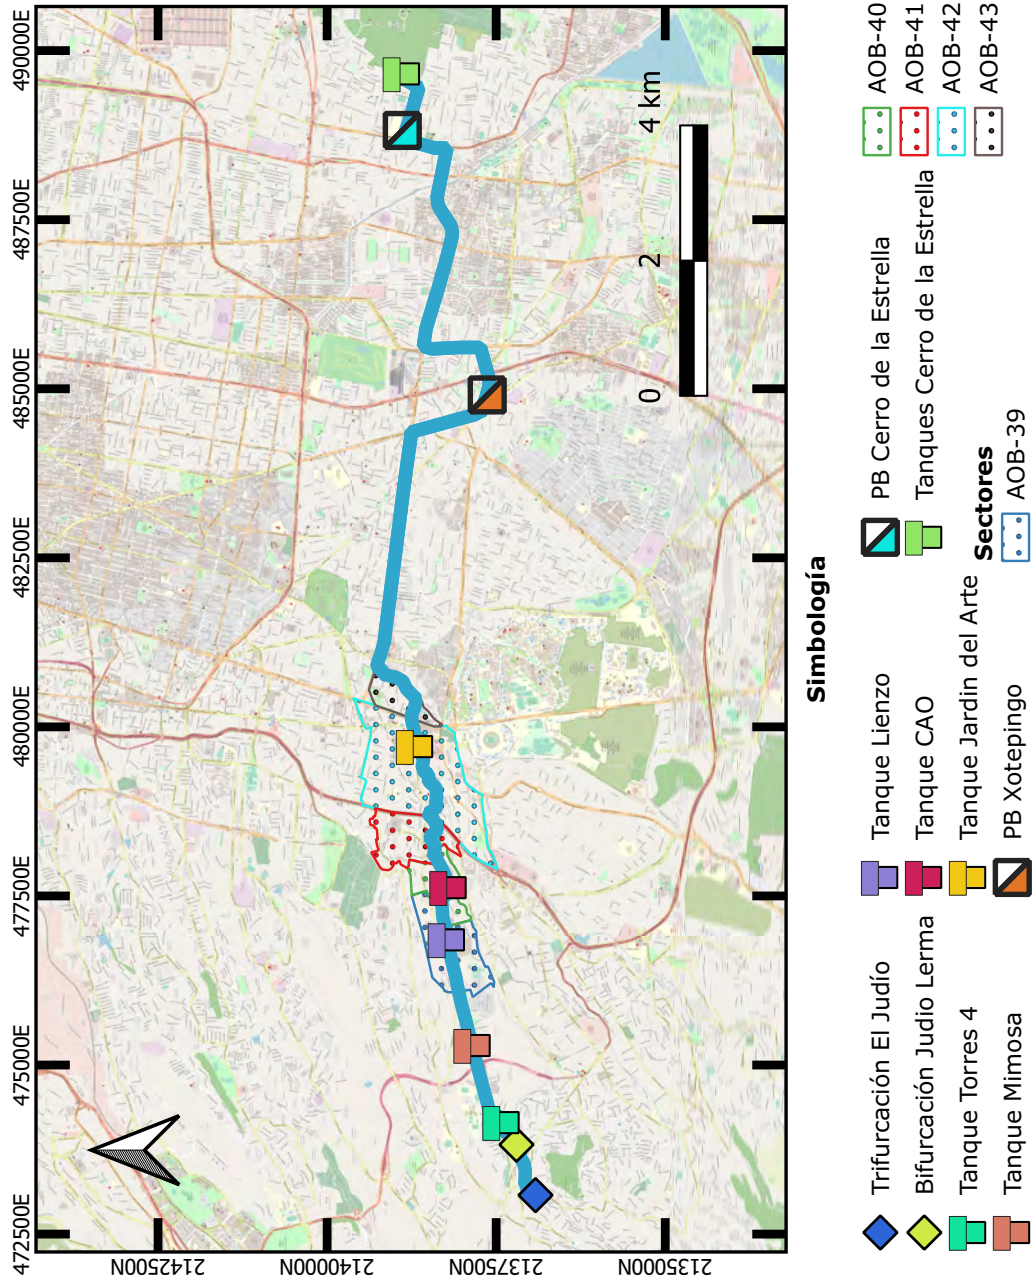 472500E
475000E
477500E
480000E
482500E
485000E
487500E
490000E
2142500N
2140000N
2137500N
2135000N
0 2 4 km
Simbología
Trifurcación El Judío
Bifurcación Judio Lerma
Tanque Torres 4
Tanque Mimosa
Tanque Lienzo
Tanque CAO
Tanque Jardin del Arte
PB Xotepingo
PB Cerro de la Estrella
Tanques Cerro de la Estrella
Sectores
AOB-39
AOB-40
AOB-41
AOB-42
AOB-43